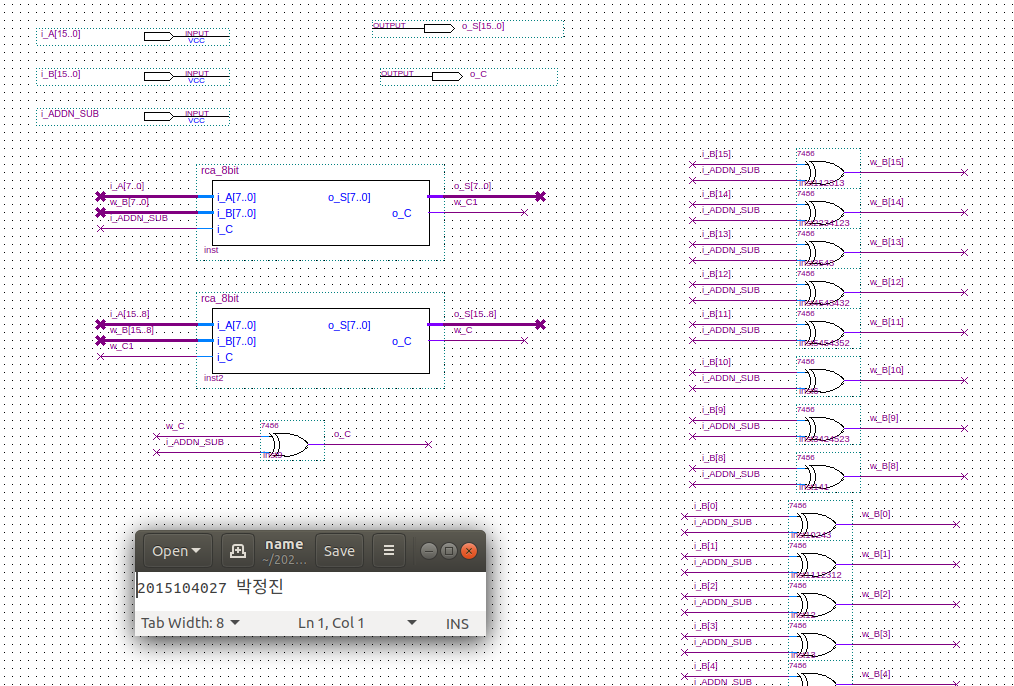 i_A[15..0] INPUT VCC
i_B[15..0] INPUT VCC
i_ADDN_SUB INPUT VCC
OUTPUT o_S[15..0]
OUTPUT o_C
rca_8bit
i_A[7..0] i_A[7..0] o_S[7..0] o_S[7..0]
w_B[7..0] i_B[7..0] o_C w_C1
i_ADDN_SUB i_C
inst
rca_8bit
i_A[15..8] i_A[7..0] o_S[7..0] o_S[15..8]
w_B[15..8] i_B[7..0] o_C w_C
w_C1 i_C
inst2
7486
w_C o_C
i_ADDN_SUB
Open name Save
~/202...
2015104027 박정진
Tab Width: 8 Ln 1, Col 1 INS
i_B[15] 7486 w_B[15]
i_ADDN_SUB
i_B[14] 7486 w_B[14]
i_ADDN_SUB
i_B[13] 7486 w_B[13]
i_ADDN_SUB
i_B[12] 7486 w_B[12]
i_ADDN_SUB
i_B[11] 7486 w_B[11]
i_ADDN_SUB
i_B[10] 7486 w_B[10]
i_ADDN_SUB
i_B[9] 7486 w_B[9]
i_ADDN_SUB
i_B[8] 7486 w_B[8]
i_ADDN_SUB
i_B[0] 7486 w_B[0]
i_ADDN_SUB
i_B[1] 7486 w_B[1]
i_ADDN_SUB
i_B[2] 7486 w_B[2]
i_ADDN_SUB
i_B[3] 7486 w_B[3]
i_ADDN_SUB
i_B[4] 7486 w_B[4]
i_ADDN_SUB